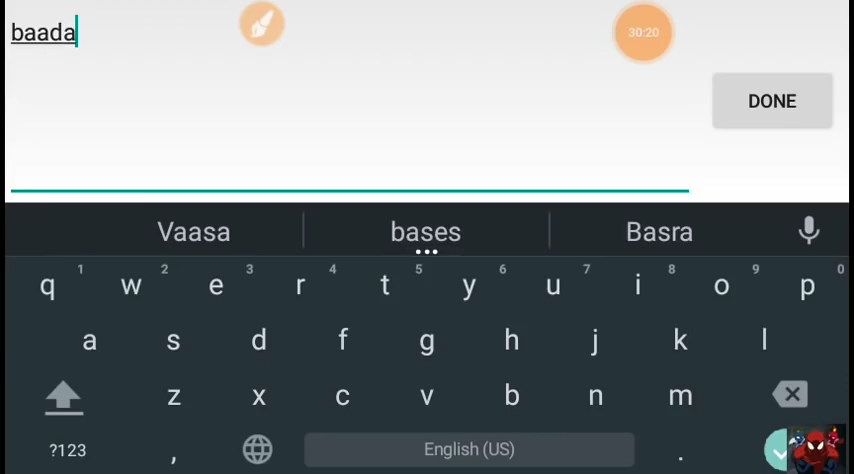 baada
30:20
DONE
Vaasa bases Basra
q 1 w 2 e 3 r 4 t 5 y 6 u 7 i 8 o 9 p 0
a s d f g h j k l
z x c v b n m
?123 , English (US) .